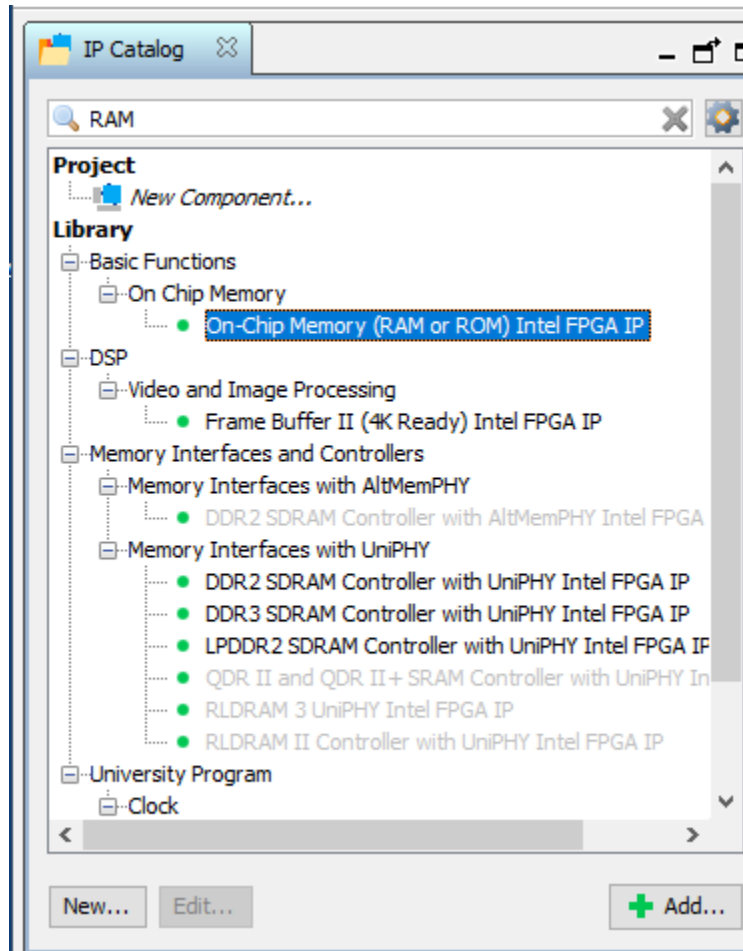 IP Catalog
RAM
Project
New Component...
Library
Basic Functions
On Chip Memory
On-Chip Memory (RAM or ROM) Intel FPGA IP
DSP
Video and Image Processing
Frame Buffer II (4K Ready) Intel FPGA IP
Memory Interfaces and Controllers
Memory Interfaces with AltMemPHY
DDR2 SDRAM Controller with AltMemPHY Intel FPGA
Memory Interfaces with UniPHY
DDR2 SDRAM Controller with UniPHY Intel FPGA IP
DDR3 SDRAM Controller with UniPHY Intel FPGA IP
LPDDR2 SDRAM Controller with UniPHY Intel FPGA IP
QDR II and QDR II+ SRAM Controller with UniPHY In
RLDRAM 3 UniPHY Intel FPGA IP
RLDRAM II Controller with UniPHY Intel FPGA IP
University Program
Clock
New... Edit... Add...